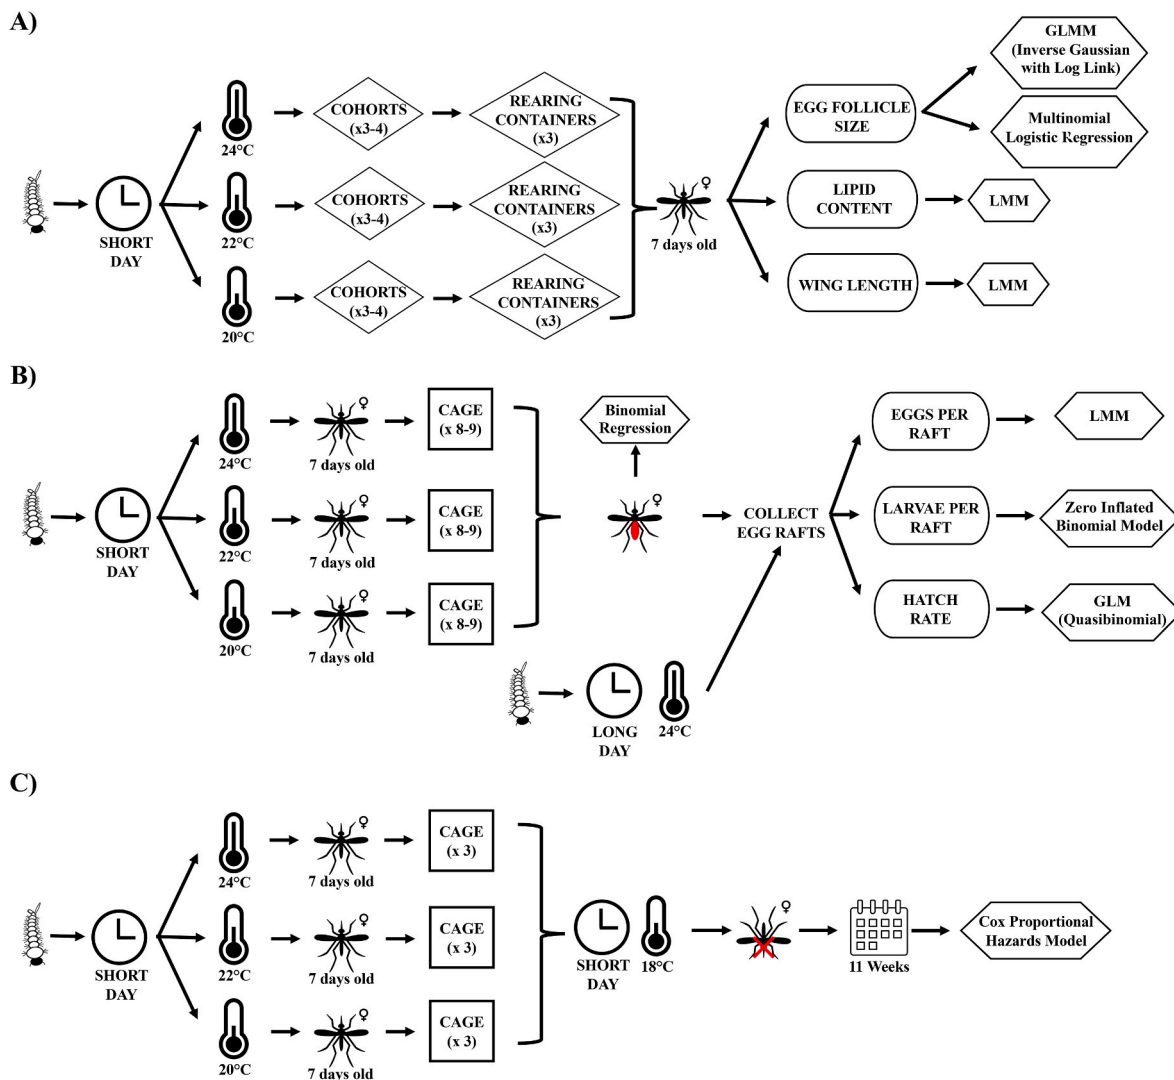 A)
SHORT
DAY
24°C
22°C
20°C
COHORTS
(x3-4)
COHORTS
(x3-4)
COHORTS
(x3-4)
REARING
CONTAINERS
(x3)
REARING
CONTAINERS
(x3)
REARING
CONTAINERS
(x3)
♀
7 days old
EGG FOLLICLE
SIZE
GLMM
(Inverse Gaussian
with Log Link)
Multinomial
Logistic Regression
LIPID
CONTENT
LMM
WING LENGTH
LMM
B)
SHORT
DAY
24°C
♀
7 days old
CAGE
(x 8-9)
22°C
♀
7 days old
CAGE
(x 8-9)
20°C
♀
7 days old
CAGE
(x 8-9)
Binomial
Regression
♀
COLLECT
EGG RAFTS
LONG
DAY
24°C
EGGS PER
RAFT
LMM
LARVAE PER
RAFT
Zero Inflated
Binomial Model
HATCH
RATE
GLM
(Quasibinomial)
C)
SHORT
DAY
24°C
♀
7 days old
CAGE
(x 3)
22°C
♀
7 days old
CAGE
(x 3)
20°C
♀
7 days old
CAGE
(x 3)
SHORT
DAY
18°C
♀
11 Weeks
Cox Proportional
Hazards Model